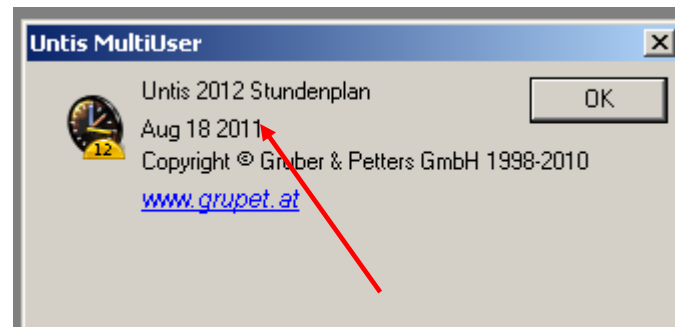 Untis MultiUser
Untis 2012 Stundenplan
OK
Aug 18 2011
12
Copyright © Gruber & Petters GmbH 1998-2010
www.grupet.at